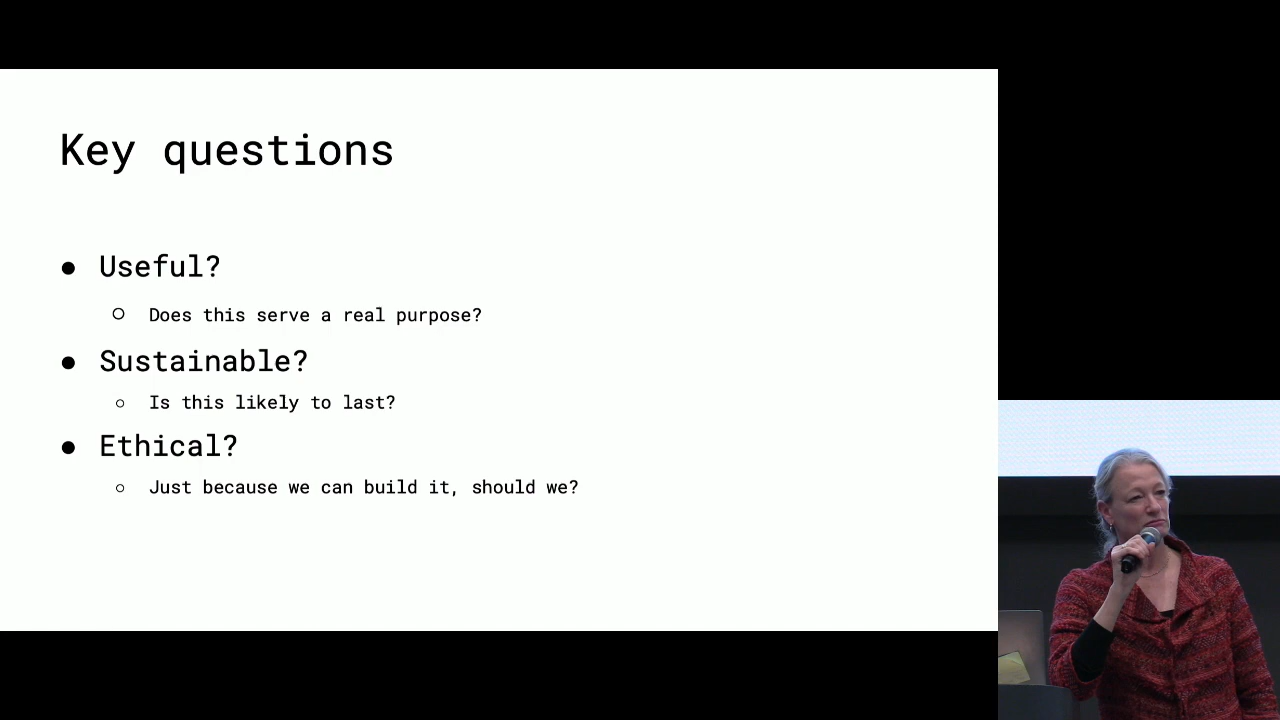 Key questions
● Useful?
○ Does this serve a real purpose?
● Sustainable?
○ Is this likely to last?
● Ethical?
○ Just because we can build it, should we?